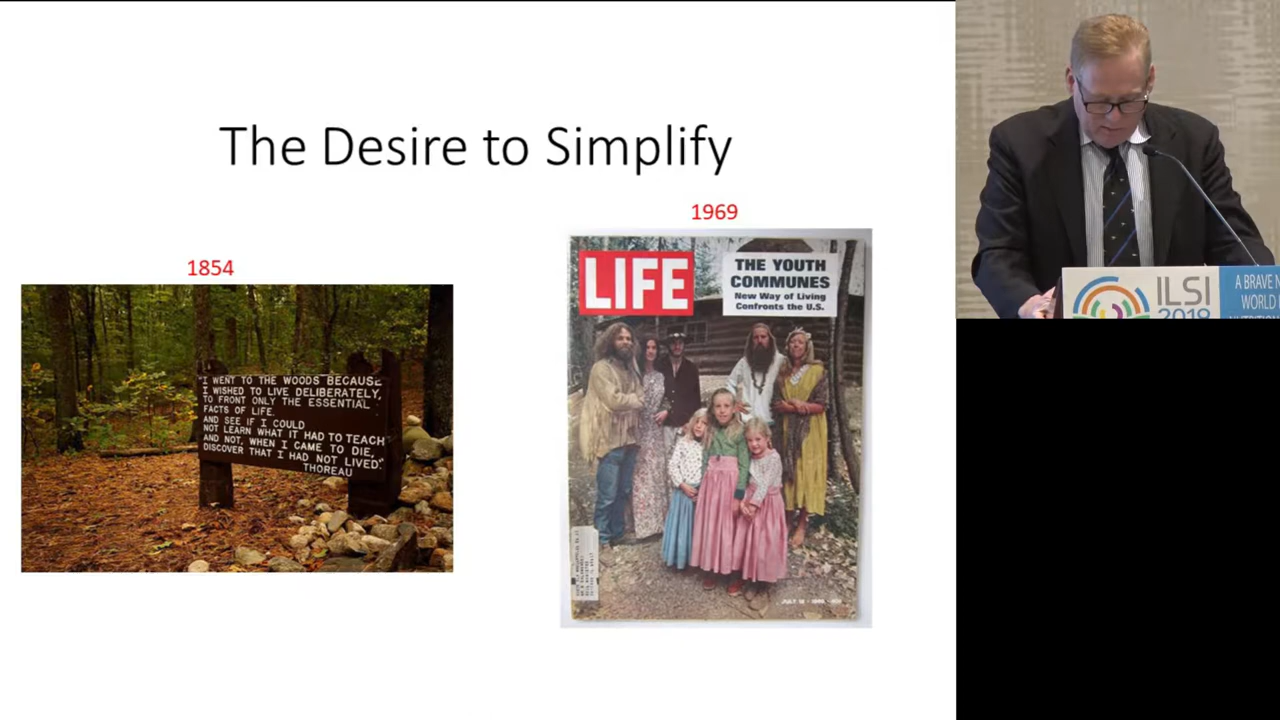 The Desire to Simplify
1854
"I WENT TO THE WOODS BECAUSE
I WISHED TO LIVE DELIBERATELY,
TO FRONT ONLY THE ESSENTIAL
FACTS OF LIFE.
AND SEE IF I COULD
NOT LEARN WHAT IT HAD TO TEACH
AND NOT, WHEN I CAME TO DIE,
DISCOVER THAT I HAD NOT LIVED."
THOREAU
1969
LIFE
THE YOUTH
COMMUNES
New Way of Living
Confronts the U.S.
ILSI
2019
A BRAVE
WORLD